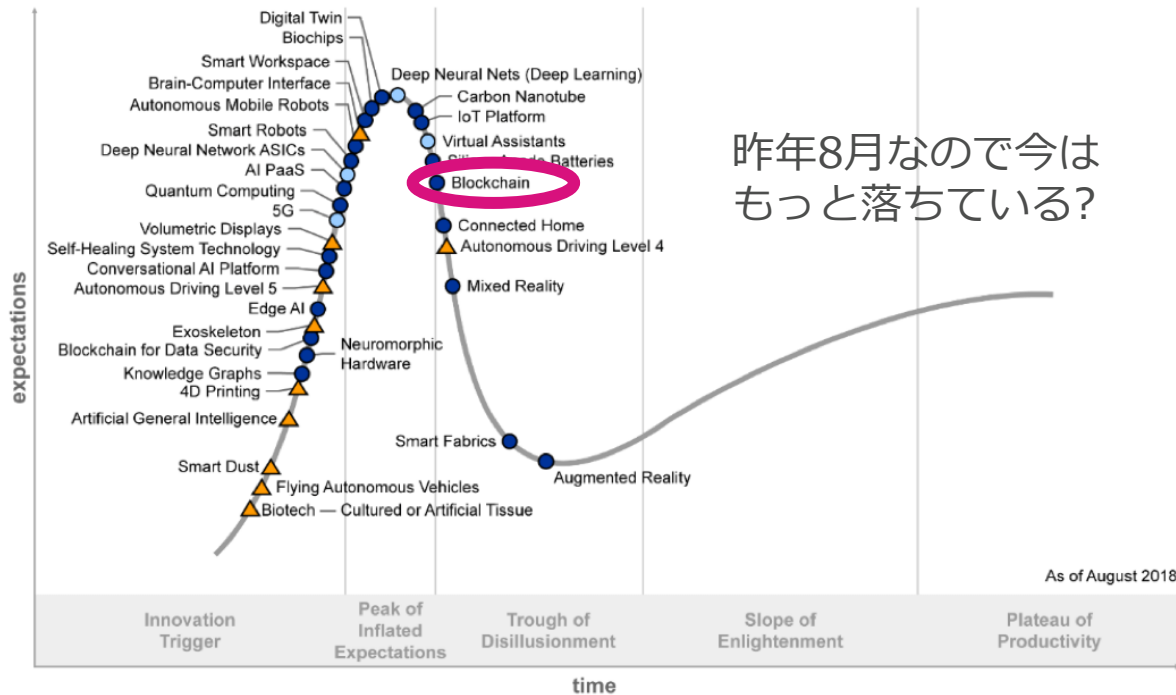 Digital Twin
Biochips
Smart Workspace
Brain-Computer Interface
Autonomous Mobile Robots
Smart Robots
Deep Neural Network ASICs
AI PaaS
Quantum Computing
5G
Volumetric Displays
Self-Healing System Technology
Conversational AI Platform
Autonomous Driving Level 5
Edge AI
Exoskeleton
Blockchain for Data Security
Neuromorphic
Hardware
Knowledge Graphs
4D Printing
Artificial General Intelligence
Smart Dust
Flying Autonomous Vehicles
Biotech — Cultured or Artificial Tissue
Deep Neural Nets (Deep Learning)
Carbon Nanotube
IoT Platform
Virtual Assistants
Batteries
Blockchain
Connected Home
Autonomous Driving Level 4
Mixed Reality
Smart Fabrics
Augmented Reality
昨年8月なので今は
もっと落ちている?
As of August 2018
expectations
Innovation
Trigger
Peak of
Inflated
Expectations
Trough of
Disillusionment
Slope of
Enlightenment
Plateau of
Productivity
time